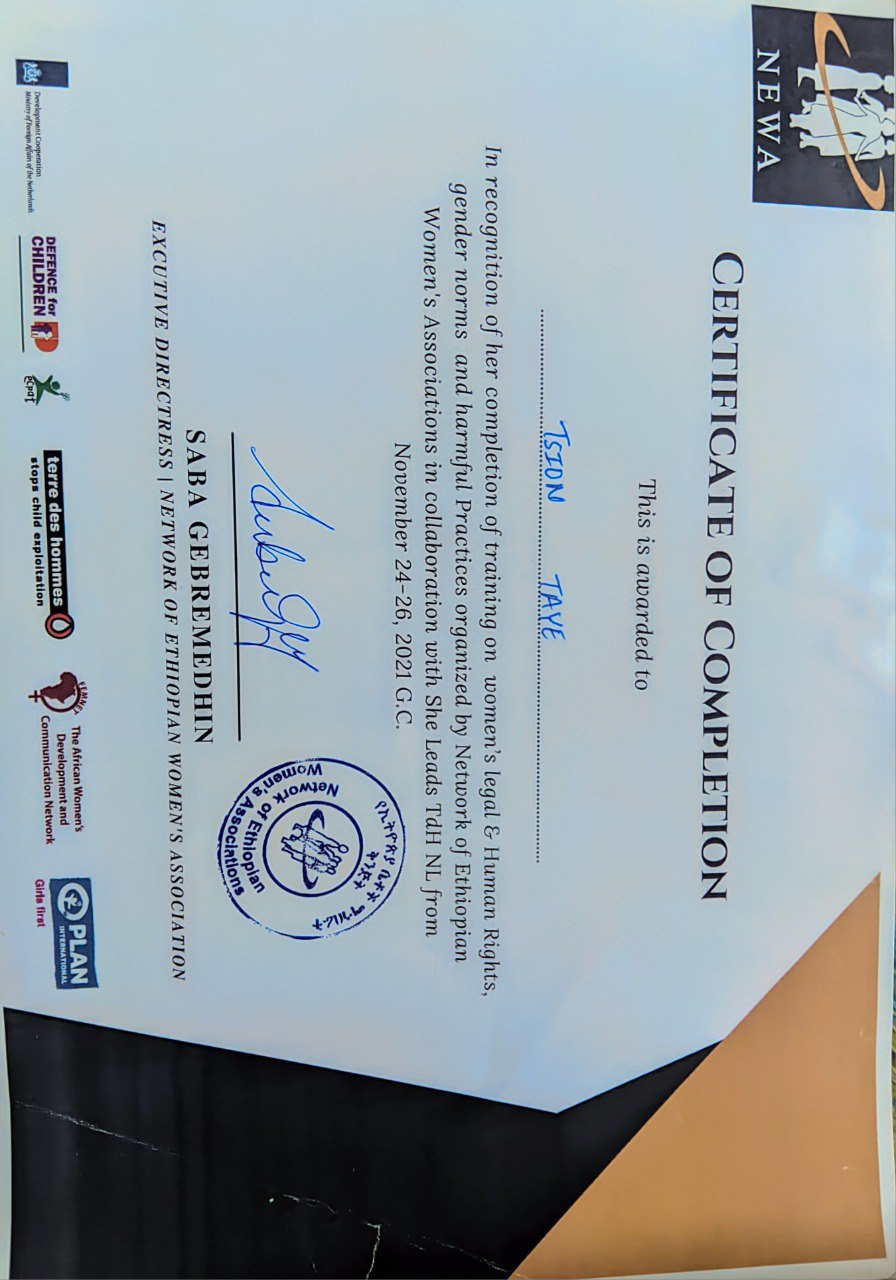 NEWA
CERTIFICATE OF COMPLETION
This is awarded to
TSION TAYE
In recognition of her completion of training on women's legal & Human Rights,
gender norms and harmful Practices organized by Network of Ethiopian
Women's Associations in collaboration with She Leads TdH NL from
November 24-26, 2021 G.C.
የኢትዮጵያ ሴቶች ማኅበራት
ቅንጅት
Network of Ethiopian
Women's Associations
SABA GEBREMEDHIN
EXCUTIVE DIRECTRESS | NETWORK OF ETHIOPIAN WOMEN'S ASSOCIATION
Development Cooperation
Ministry of Foreign Affairs of the Netherlands
DEFENCE for
CHILDREN
ecpat
terre des hommes
stops child exploitation
FEMNET
The African Women's
Development and
Communication Network
PLAN
INTERNATIONAL
Girls first